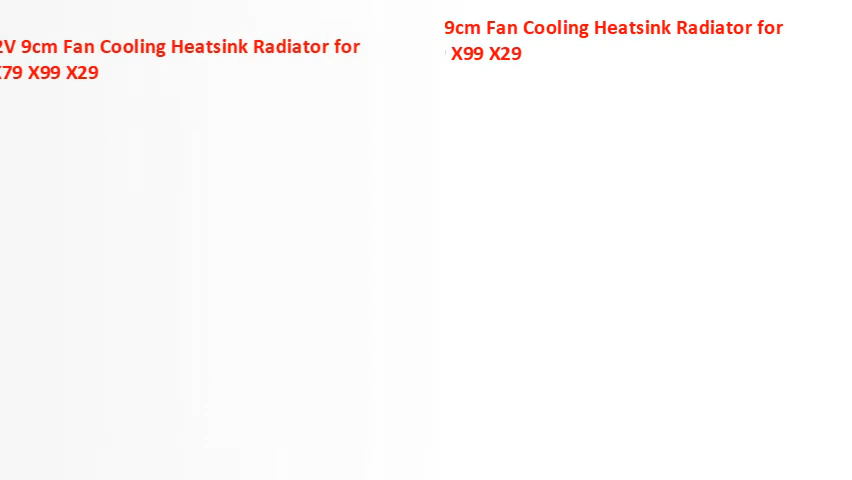 2V 9cm Fan Cooling Heatsink Radiator for
X79 X99 X29
9cm Fan Cooling Heatsink Radiator for
X99 X29